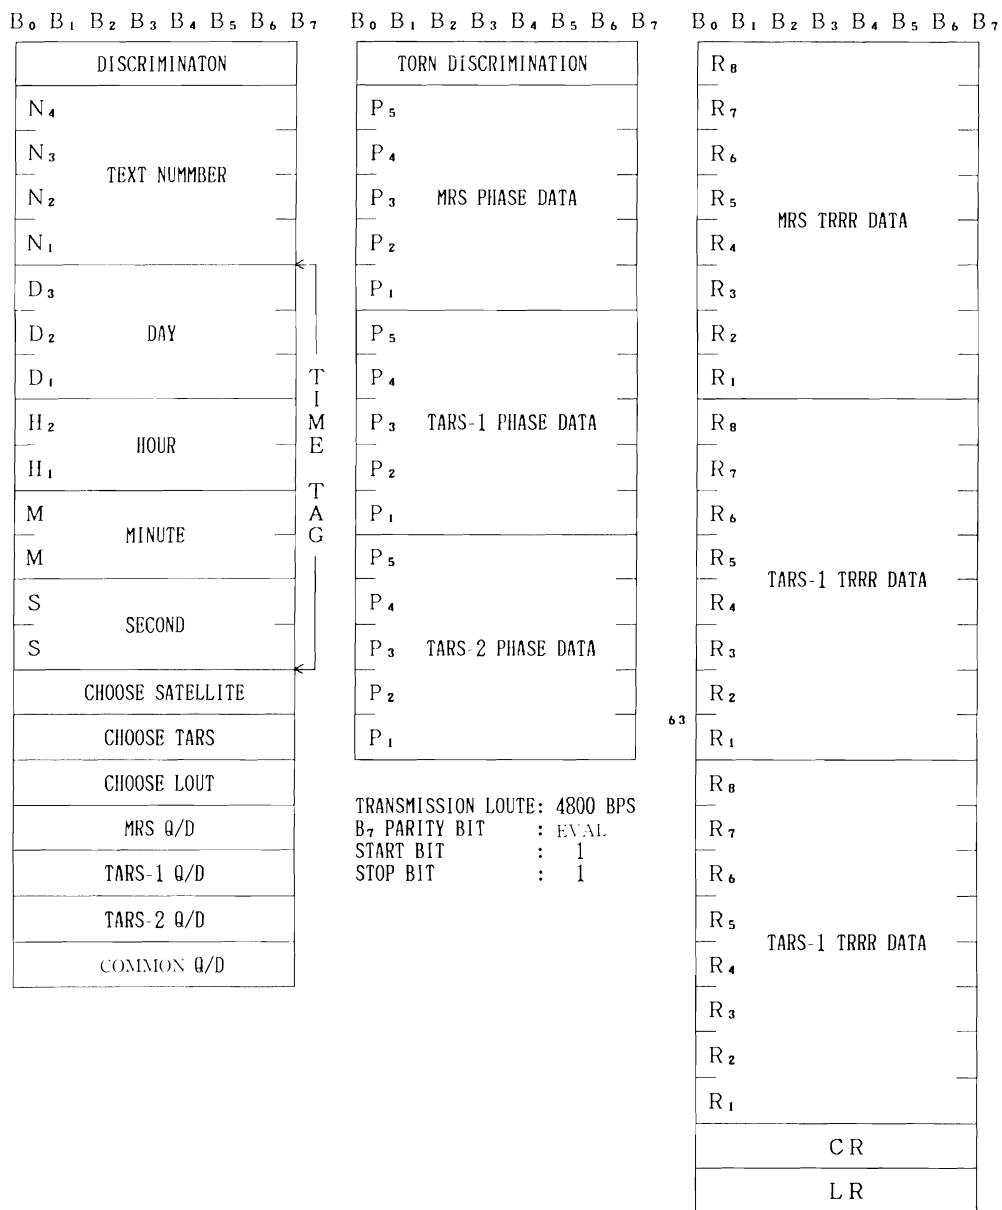 B₀ B₁ B₂ B₃ B₄ B₅ B₆ B₇
DISCRIMINATON
N₄
N₃
TEXT NUMMBER
N₂
N₁
D₃
D₂ DAY
D₁
H₂
HOUR
H₁
M
MINUTE
M
S
SECOND
S
TIME TAG
CHOOSE SATELLITE
CHOOSE TARS
CHOOSE LOUT
MRS Q/D
TARS-1 Q/D
TARS-2 Q/D
COMMON Q/D
B₀ B₁ B₂ B₃ B₄ B₅ B₆ B₇
TORN DISCRIMINATION
P₅
P₄
P₃ MRS PHASE DATA
P₂
P₁
P₅
P₄
P₃ TARS-1 PHASE DATA
P₂
P₁
P₅
P₄
P₃ TARS-2 PHASE DATA
P₂
P₁
TRANSMISSION LOUTE: 4800 BPS
B₇ PARITY BIT : EVAL
START BIT : 1
STOP BIT : 1
B₀ B₁ B₂ B₃ B₄ B₅ B₆ B₇
R₈
R₇
R₆
R₅
MRS TRRR DATA
R₄
R₃
R₂
R₁
R₈
R₇
R₆
R₅
TARS-1 TRRR DATA
R₄
R₃
R₂
63
R₁
R₈
R₇
R₆
R₅
TARS-1 TRRR DATA
R₄
R₃
R₂
R₁
CR
LR